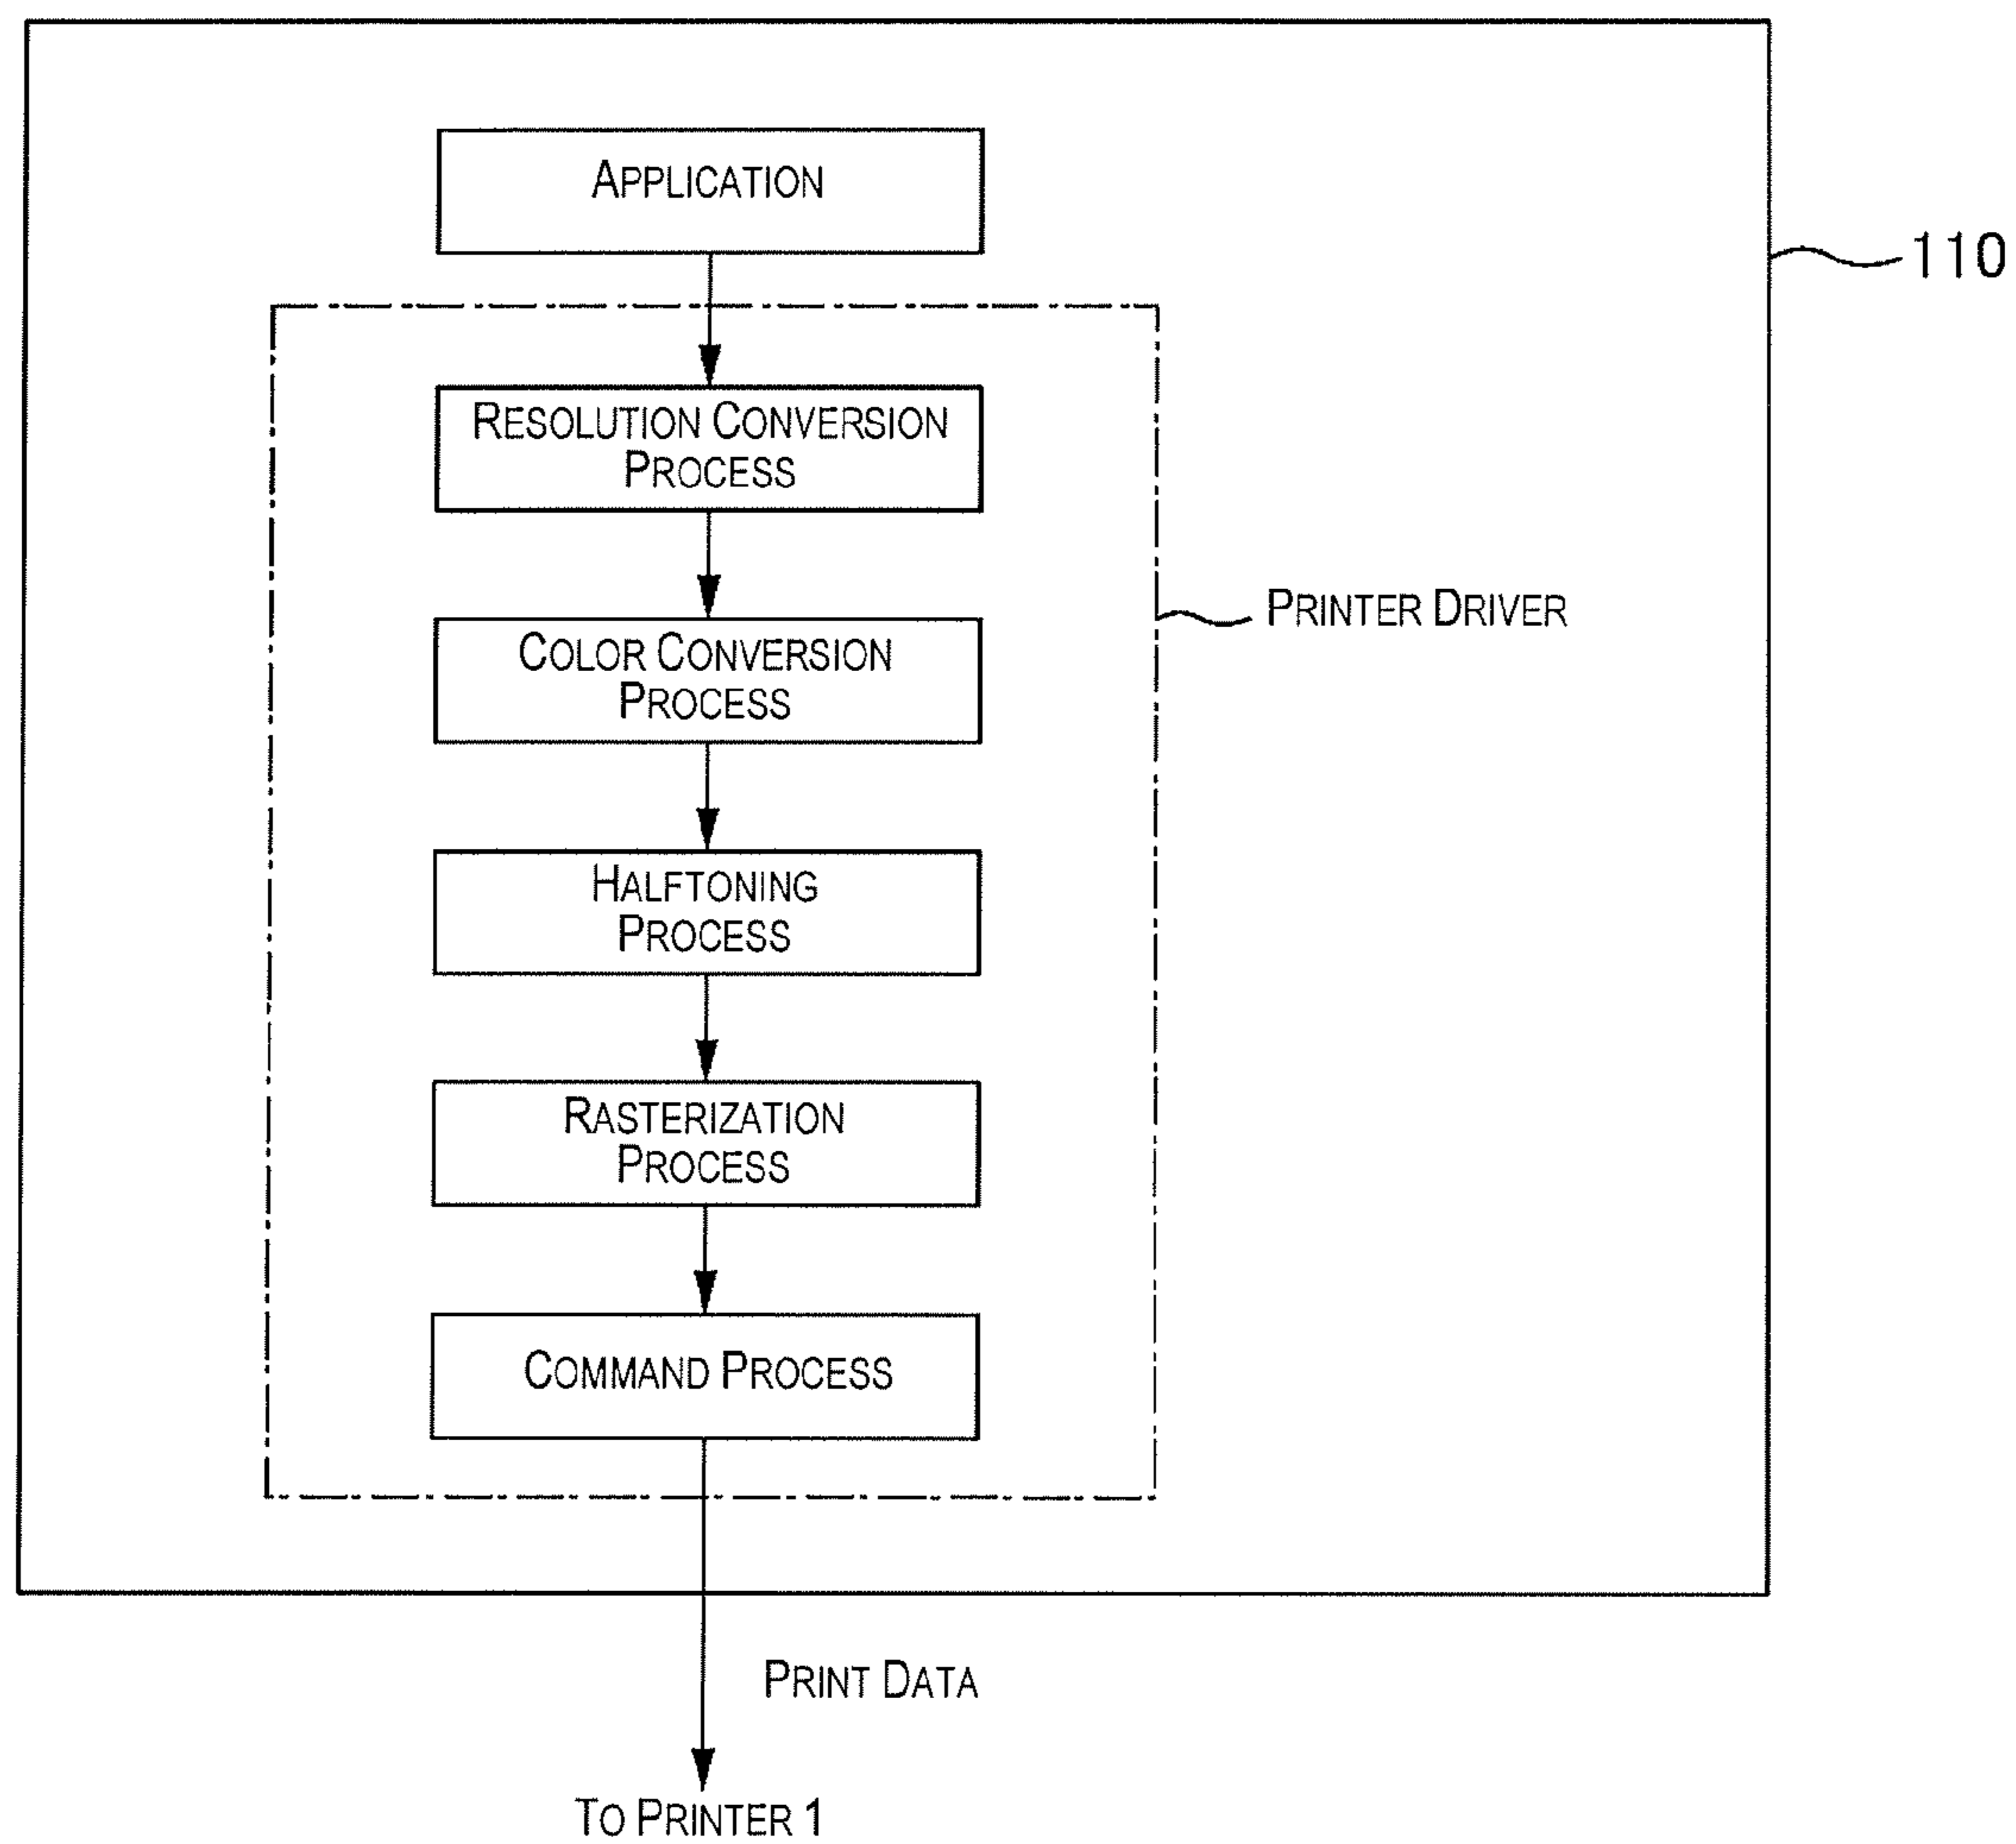 APPLICATION
110
RESOLUTION CONVERSION
PROCESS
PRINTER DRIVER
COLOR CONVERSION
PROCESS
HALFTONING
PROCESS
RASTERIZATION
PROCESS
COMMAND PROCESS
PRINT DATA
TO PRINTER 1